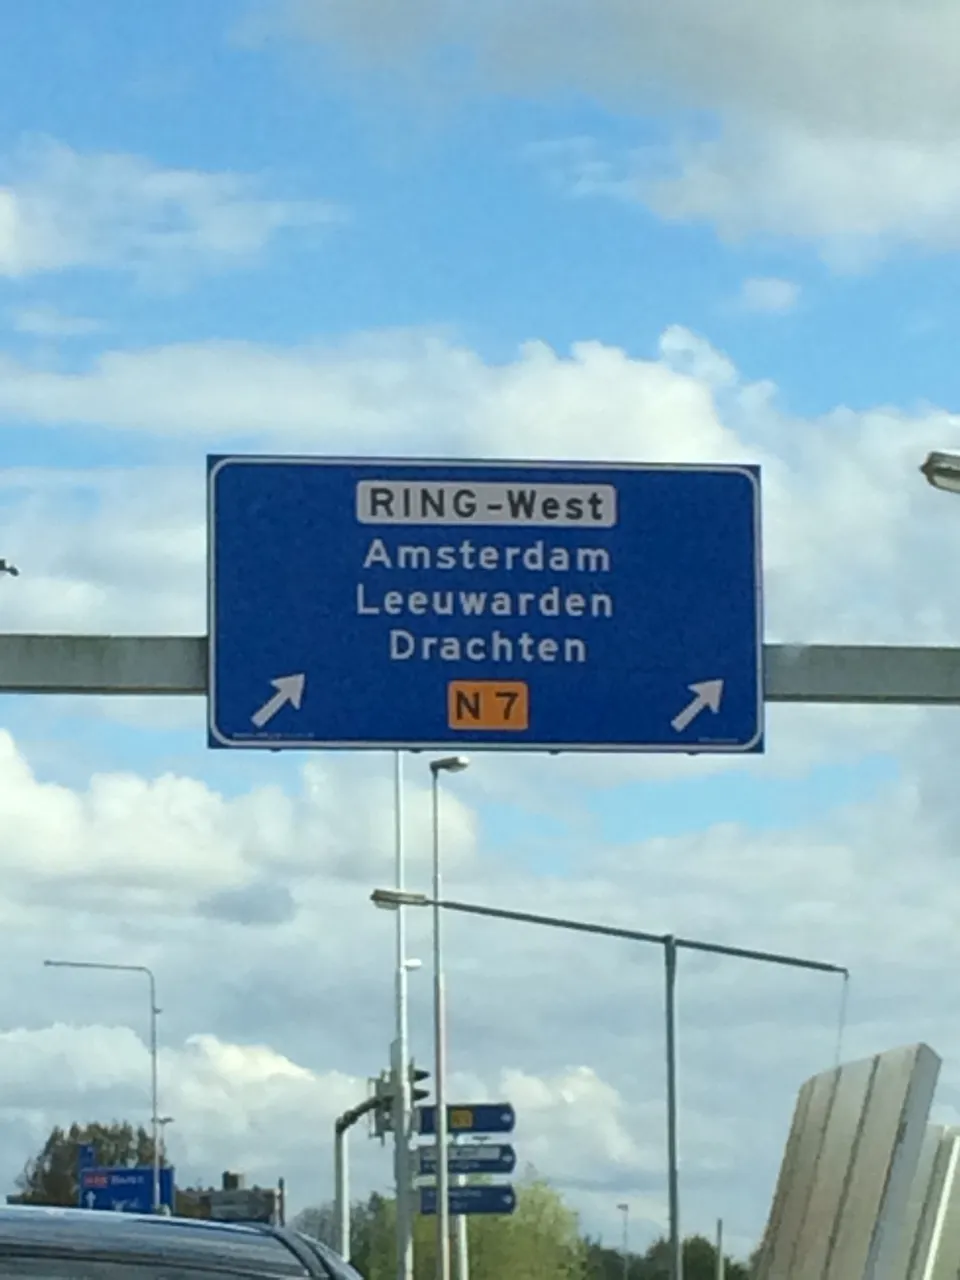 RING-West
Amsterdam
Leeuwarden
Drachten
N 7